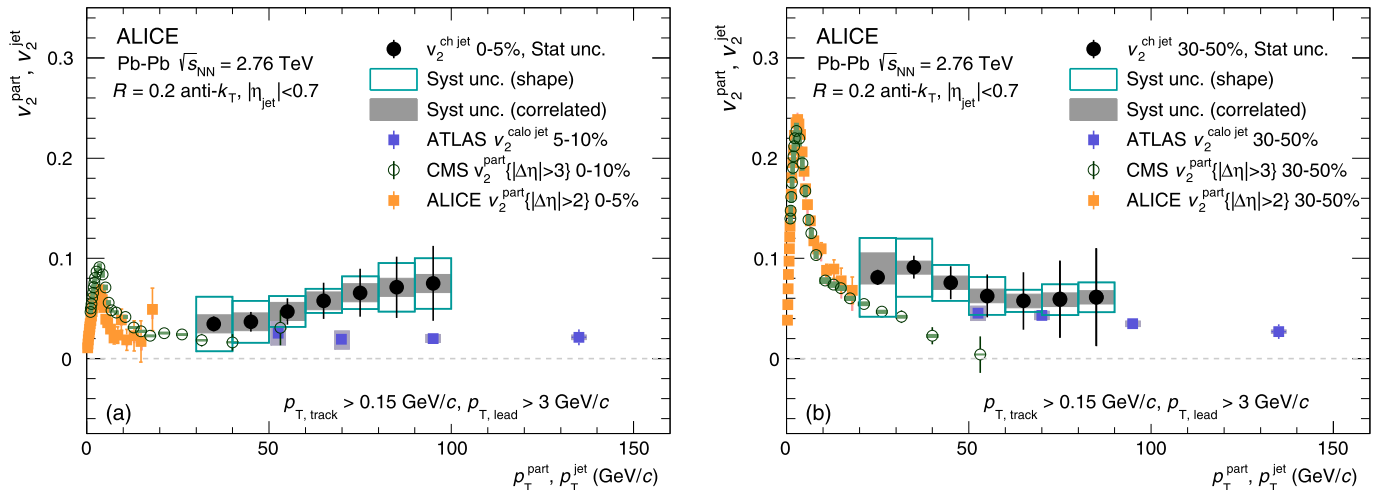 ALICE
Pb-Pb √s_NN = 2.76 TeV
R = 0.2 anti-k_T, |η_jet|<0.7
v_2^ch jet 0-5%, Stat unc.
Syst unc. (shape)
Syst unc. (correlated)
ATLAS v_2^calo jet 5-10%
CMS v_2^part{|Δη|>3} 0-10%
ALICE v_2^part{|Δη|>2} 0-5%
v_2^part, v_2^jet
0.3
0.2
0.1
0
(a)
p_T, track > 0.15 GeV/c, p_T, lead > 3 GeV/c
0 50 100 150
p_T^part, p_T^jet (GeV/c)
ALICE
Pb-Pb √s_NN = 2.76 TeV
R = 0.2 anti-k_T, |η_jet|<0.7
v_2^ch jet 30-50%, Stat unc.
Syst unc. (shape)
Syst unc. (correlated)
ATLAS v_2^calo jet 30-50%
CMS v_2^part{|Δη|>3} 30-50%
ALICE v_2^part{|Δη|>2} 30-50%
v_2^part, v_2^jet
0.3
0.2
0.1
0
(b)
p_T, track > 0.15 GeV/c, p_T, lead > 3 GeV/c
0 50 100 150
p_T^part, p_T^jet (GeV/c)